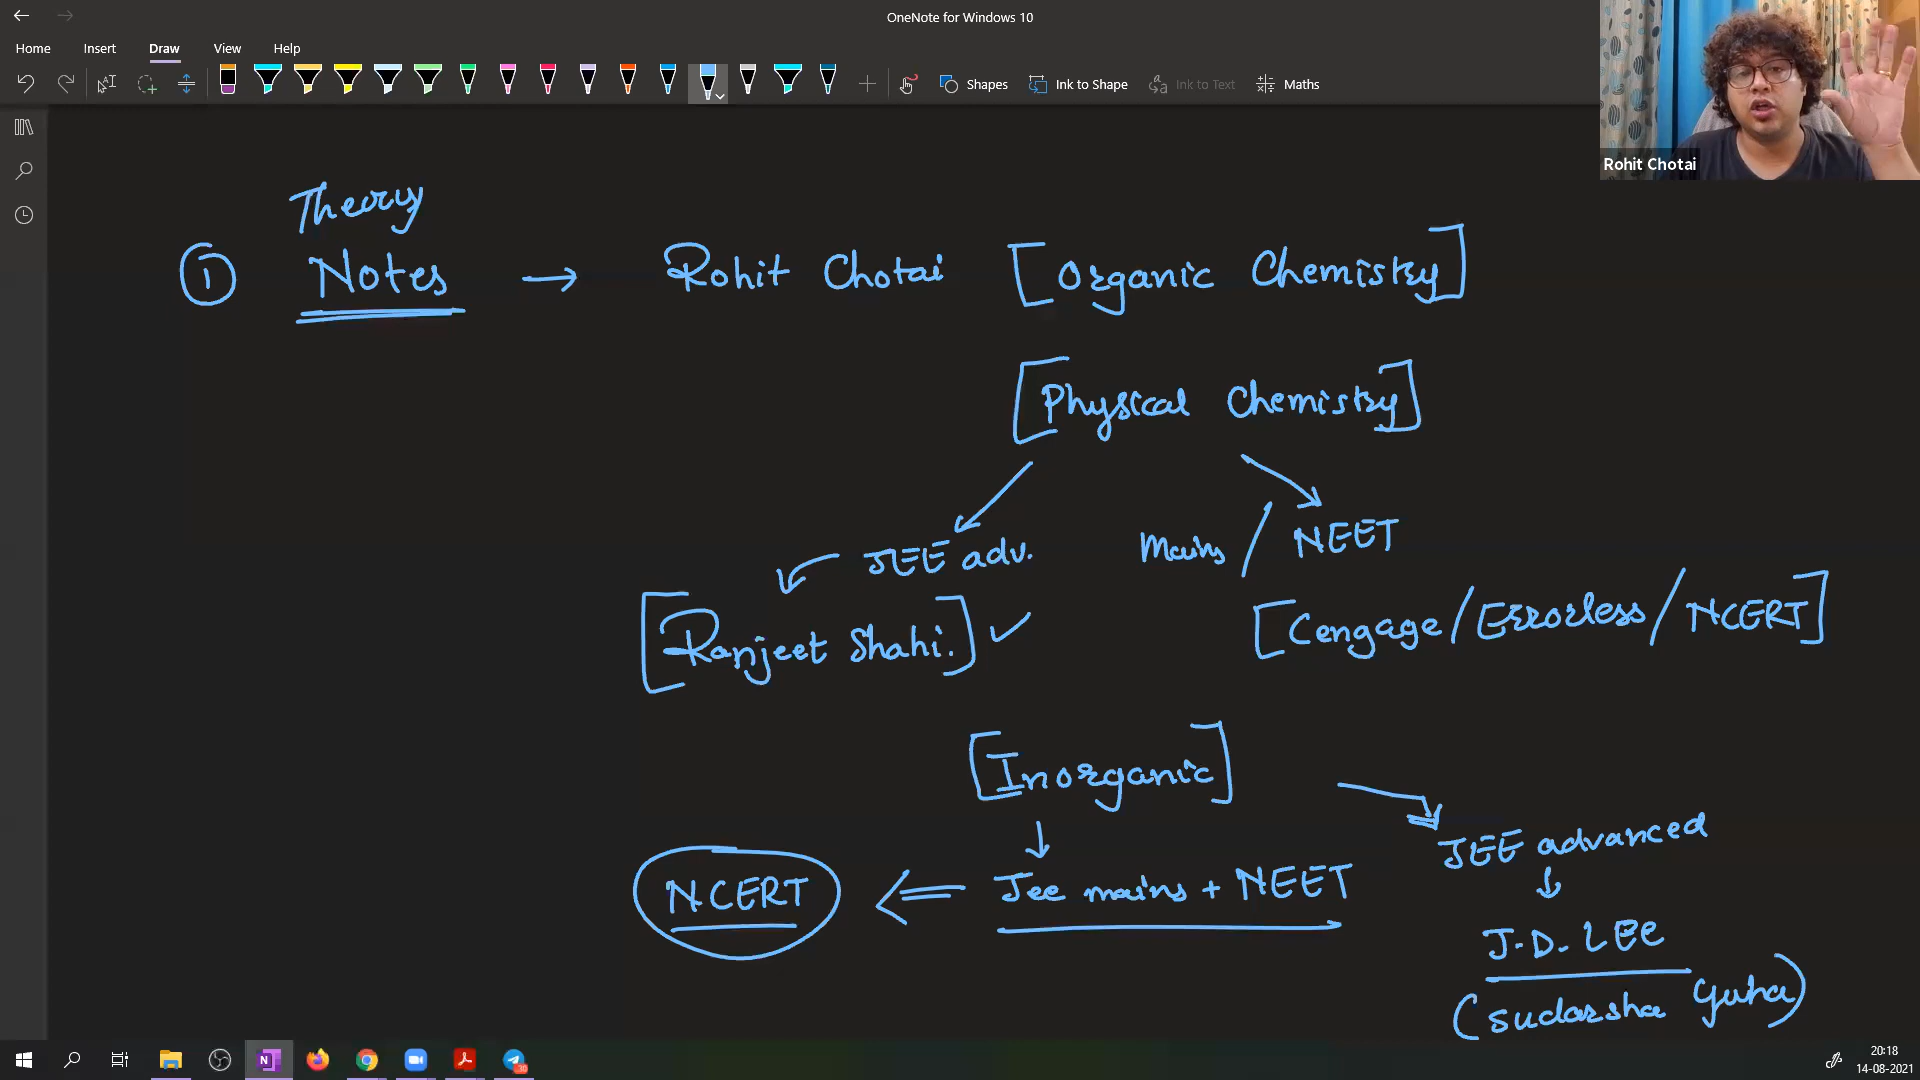 OneNote for Windows 10
Home Insert Draw View Help
Shapes Ink to Shape Ink to Text Maths
Rohit Chotai
Theory
1 Notes → Rohit Chotai [Organic Chemistry]
[Physical Chemistry]
JEE adv. Mains / NEET
[Ranjeet Shahi.] ✓ [Cengage/Errorless/NCERT]
[Inorganic]
JEE advanced
NCERT ⇐ Jee mains + NEET
J.D. LEE
(Sudarsha Guha)
20:18
14-08-2021